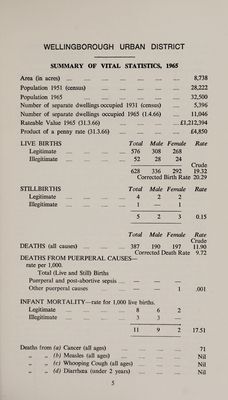 WELLINGBOROUGH URBAN DISTRICT
SUMMARY OF VITAL STATISTICS, 1965
Area (in acres) ... 8,738
Population 1951 (census) ... 28,222
Population 1965 ... 32,500
Number of separate dwellings occupied 1931 (census) 5,396
Number of separate dwellings occupied 1965 (1.4.66) ... 11,046
Rateable Value 1965 (31.3.66) ... £1,212,394
Product of a penny rate (31.3.66) ... £4,850
LIVE BIRTHS Total Male Female Rate
Legitimate ... 576 308 268
Illegitimate ... 52 28 24
Crude
628 336 292 19.32
Corrected Birth Rate 20.29
STILLBIRTHS Total Male Female Rate
Legitimate ... 4 2 2
Illegitimate ... 1 — 1
5 2 3 0.15
Total Male Female Rate
Crude
DEATHS (all causes) ... 387 190 197 11.90
Corrected Death Rate 9.72
DEATHS FROM PUERPERAL CAUSES—
rate per 1,000.
Total (Live and Still) Births
Puerperal and post-abortive sepsis ... — — —
Other puerperal causes 1 — 1 .001
INFANT MORTALITY—rate for 1,000 live births.
Legitimate ... 8 6 2
Illegitimate ... 3 3 —
11 9 2 17.51
Deaths from (a) Cancer (all ages) ... 71
„ „ (b) Measles (all ages) ... Nil
„ „ (c) Whooping Cough (all ages) ... Nil
„ „ (d) Diarrhœa (under 2 years) ... Nil
5